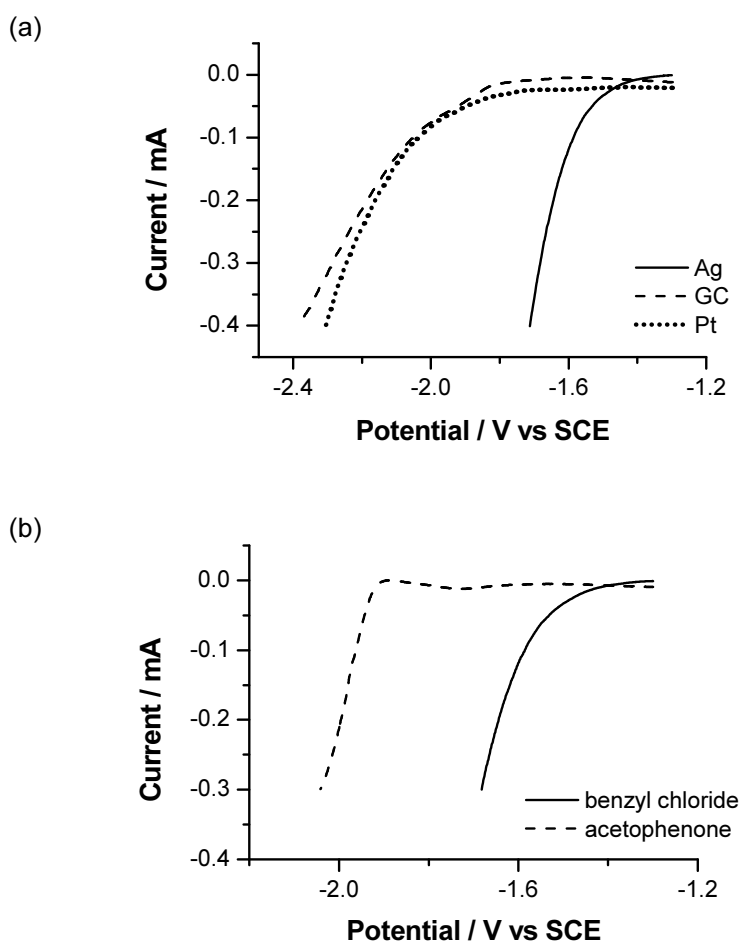 (a)
0.0
-0.1
-0.2
-0.3
-0.4
Current / mA
Ag
GC
Pt
-2.4 -2.0 -1.6 -1.2
Potential / V vs SCE
(b)
0.0
-0.1
-0.2
-0.3
-0.4
Current / mA
benzyl chloride
acetophenone
-2.0 -1.6 -1.2
Potential / V vs SCE